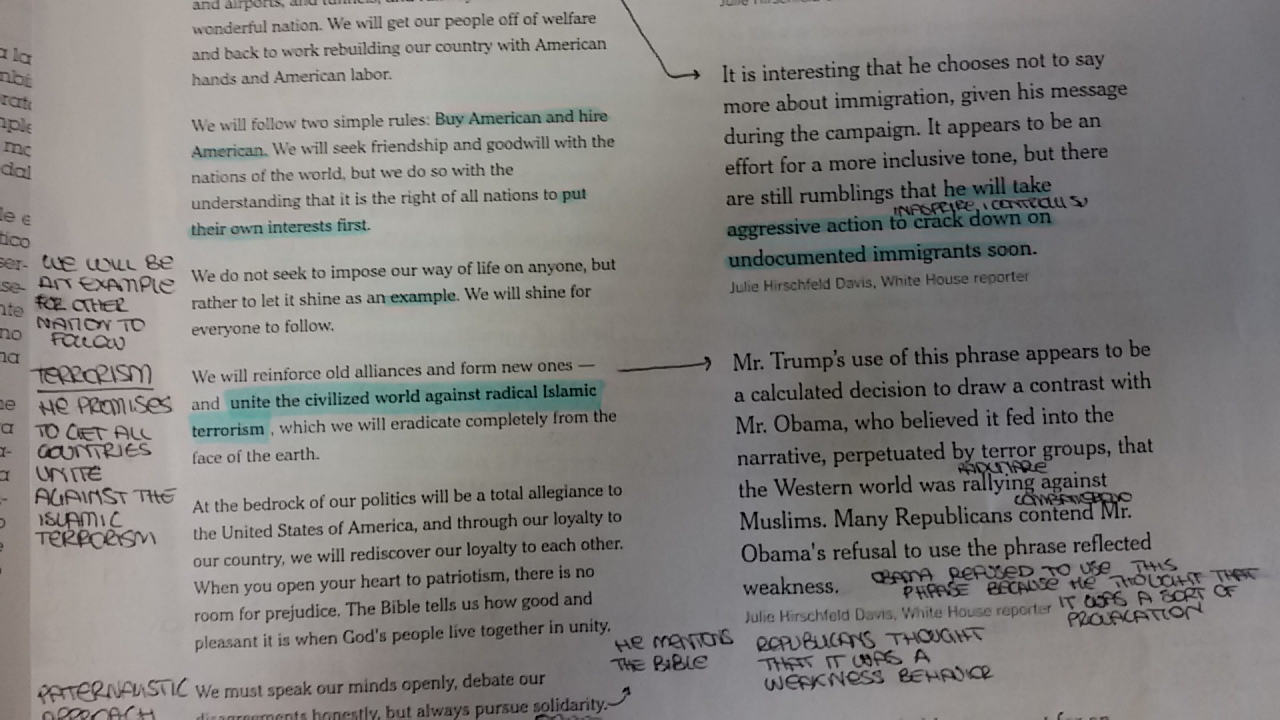 and airports, and tunnels, and
wonderful nation. We will get our people off of welfare
and back to work rebuilding our country with American
hands and American labor.
We will follow two simple rules: Buy American and hire
American. We will seek friendship and goodwill with the
nations of the world, but we do so with the
understanding that it is the right of all nations to put
their own interests first.
We do not seek to impose our way of life on anyone, but
rather to let it shine as an example. We will shine for
everyone to follow.
We will reinforce old alliances and form new ones —
and unite the civilized world against radical Islamic
terrorism , which we will eradicate completely from the
face of the earth.
At the bedrock of our politics will be a total allegiance to
the United States of America, and through our loyalty to
our country, we will rediscover our loyalty to each other.
When you open your heart to patriotism, there is no
room for prejudice. The Bible tells us how good and
pleasant it is when God's people live together in unity.
We must speak our minds openly, debate our
disagreements honestly, but always pursue solidarity.
WE WILL BE
AN EXAMPLE
FOR OTHER
NATION TO
FOLLOW
TERRORISM
HE PROMISES
TO GET ALL
COUNTRIES
UNITE
AGAINST THE
ISLAMIC
TERRORISM
PATERNALISTIC
APPROACH
Julie Hirschfeld
It is interesting that he chooses not to say
more about immigration, given his message
during the campaign. It appears to be an
effort for a more inclusive tone, but there
are still rumblings that he will take
INASPRIRE I CONTROLLI SU
aggressive action to crack down on
undocumented immigrants soon.
Julie Hirschfeld Davis, White House reporter
Mr. Trump's use of this phrase appears to be
a calculated decision to draw a contrast with
Mr. Obama, who believed it fed into the
narrative, perpetuated by terror groups, that
RADUNARE
the Western world was rallying against
Muslims. Many Republicans contend Mr.
Obama's refusal to use the phrase reflected
weakness.
OBAMA REFUSED TO USE THIS
PHRASE BECAUSE HE THOUGHT THAT
IT WAS A SORT OF
PROVACATION
Julie Hirschfeld Davis, White House reporter
HE MENTIONS
THE BIBLE
REPUBLICANS THOUGHT
THAT IT WAS A
WEAKNESS BEHAVIOR